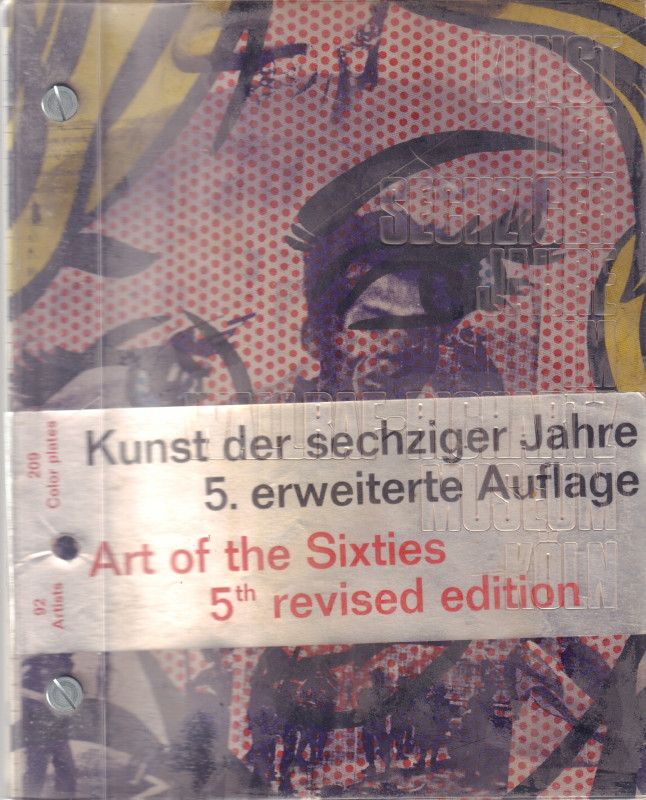 KUNST
DER
SECHZIGER
JAHRE
IM
WALLRAF-RICHARTZ
MUSEUM
KÖLN
209
Color plates
92
Artists
Kunst der sechziger Jahre
5. erweiterte Auflage
Art of the Sixties
5th revised edition